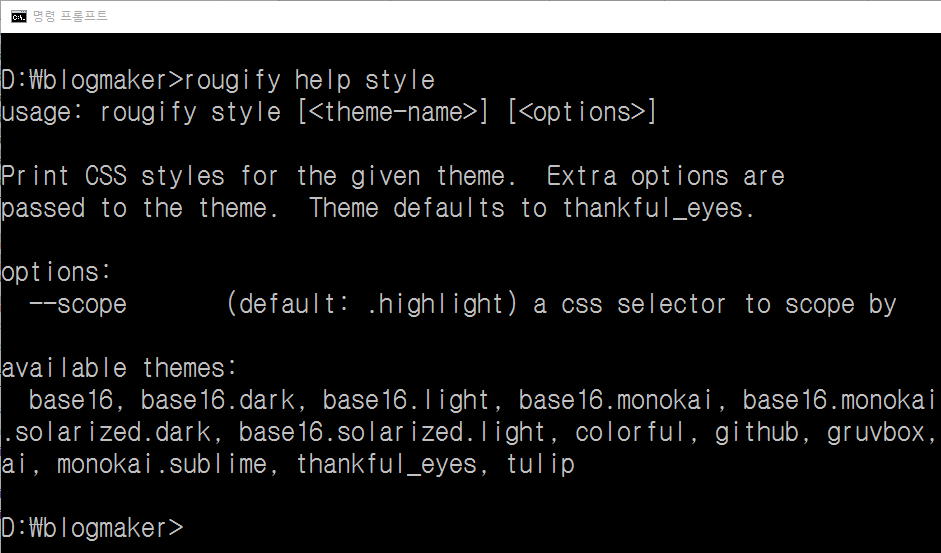 명령 프롬프트
D:₩blogmaker>rougify help style
usage: rougify style [<theme-name>] [<options>]
Print CSS styles for the given theme.  Extra options are
passed to the theme.  Theme defaults to thankful_eyes.
options:
  --scope       (default: .highlight) a css selector to scope by
available themes:
  base16, base16.dark, base16.light, base16.monokai, base16.monokai
.solarized.dark, base16.solarized.light, colorful, github, gruvbox,
ai, monokai.sublime, thankful_eyes, tulip
D:₩blogmaker>